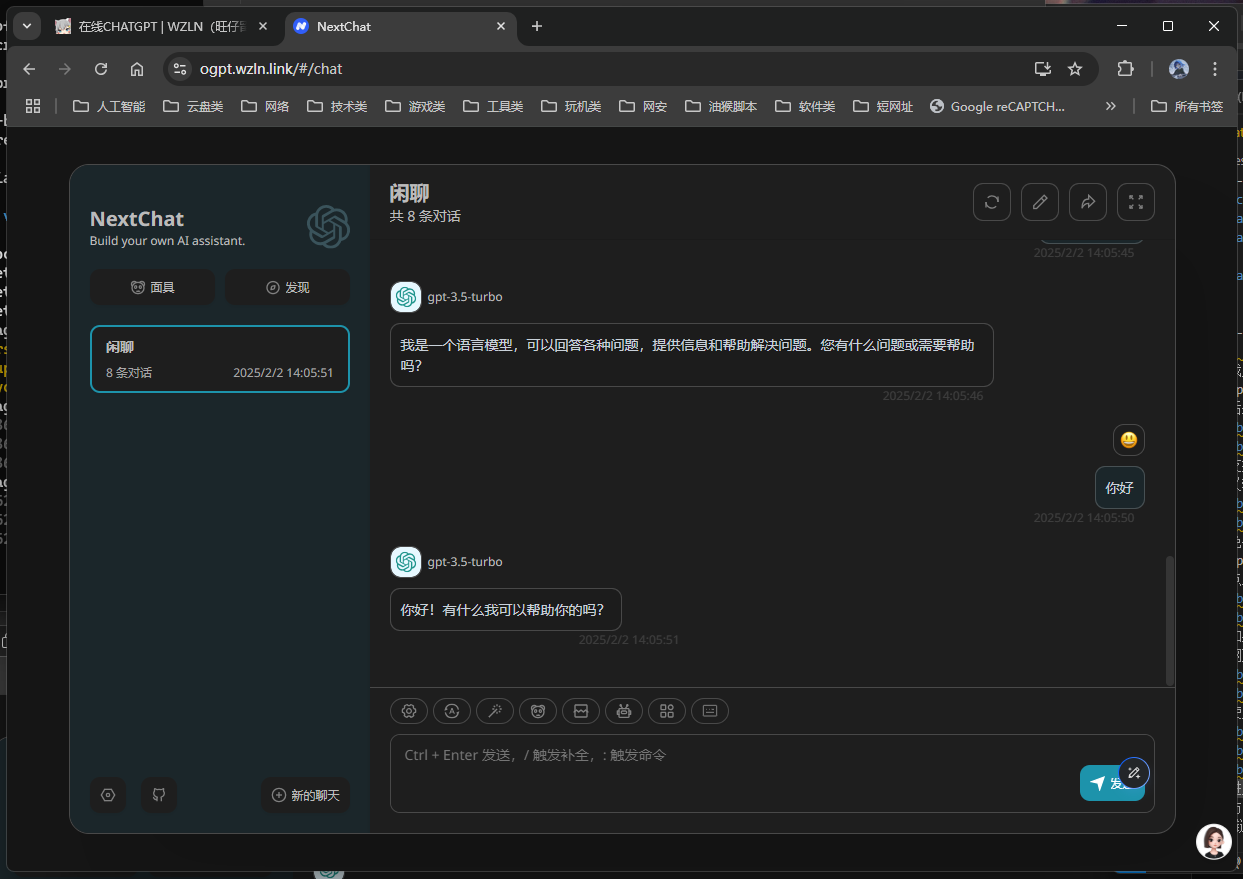 在线CHATGPT | WZLN（旺仔
NextChat
ogpt.wzln.link/#/chat
人工智能
云盘类
网络
技术类
游戏类
工具类
玩机类
网安
油猴脚本
软件类
短网址
Google reCAPTCH...
所有书签
NextChat
Build your own AI assistant.
面具
发现
闲聊
8 条对话
2025/2/2 14:05:51
新的聊天
闲聊
共 8 条对话
2025/2/2 14:05:45
gpt-3.5-turbo
我是一个语言模型，可以回答各种问题，提供信息和帮助解决问题。您有什么问题或需要帮助
吗？
2025/2/2 14:05:46
你好
2025/2/2 14:05:50
gpt-3.5-turbo
你好！有什么我可以帮助你的吗？
2025/2/2 14:05:51
Ctrl + Enter 发送，/ 触发补全，: 触发命令
发